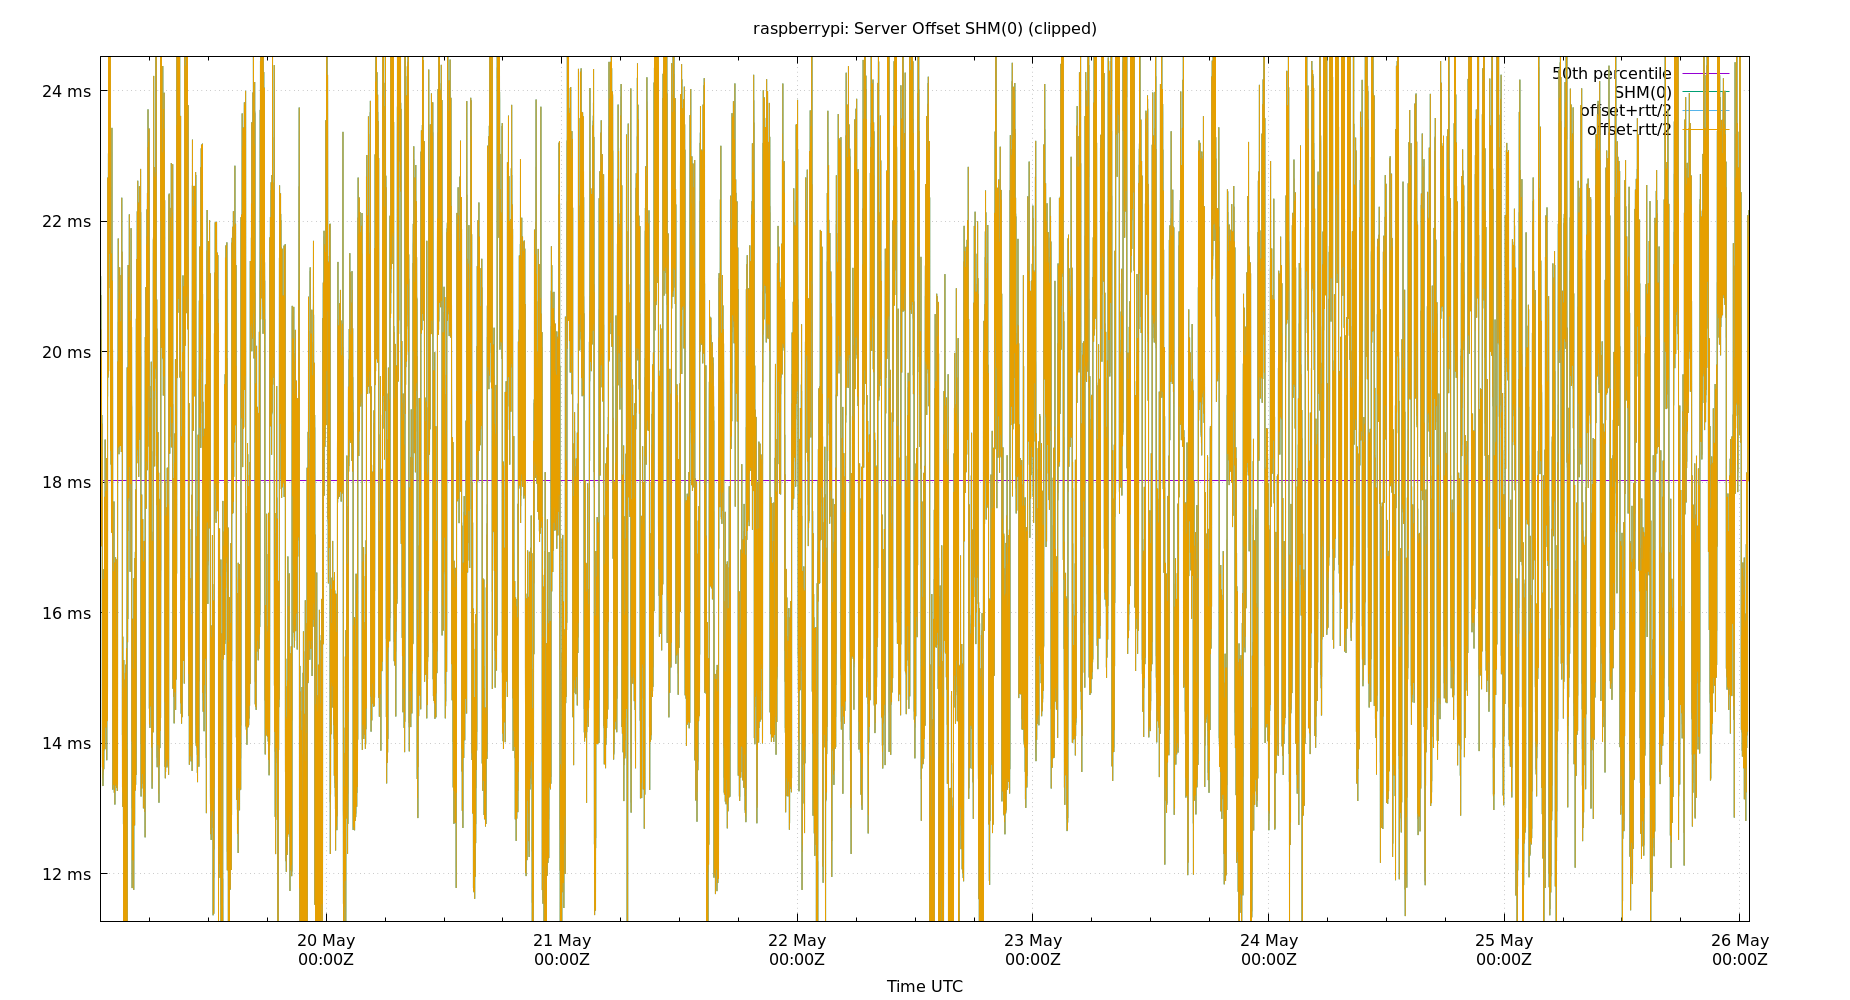 raspberrypi: Server Offset SHM(0) (clipped)
50th percentile
SHM(0)
offset+rtt/2
offset-rtt/2
24 ms
22 ms
20 ms
18 ms
16 ms
14 ms
12 ms
20 May 21 May 22 May 23 May 24 May 25 May 26 May
00:00Z 00:00Z 00:00Z 00:00Z 00:00Z 00:00Z 00:00Z
Time UTC